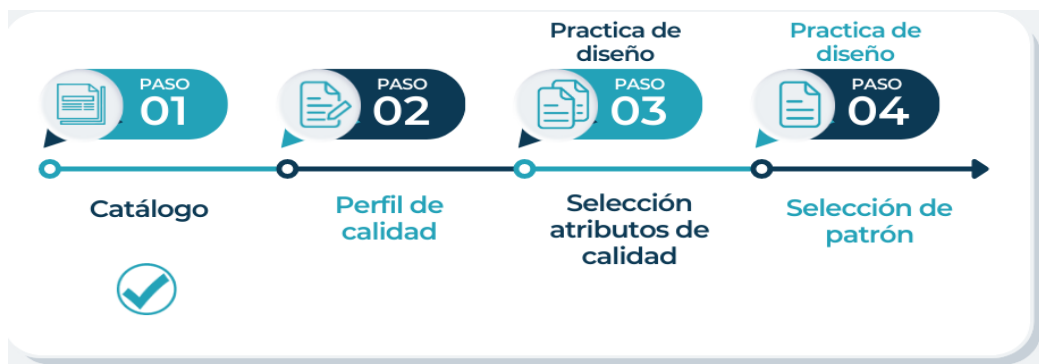 PASO
01
Catálogo
PASO
02
Perfil de
calidad
Practica de
diseño
PASO
03
Selección
atributos de
calidad
Practica de
diseño
PASO
04
Selección de
patrón